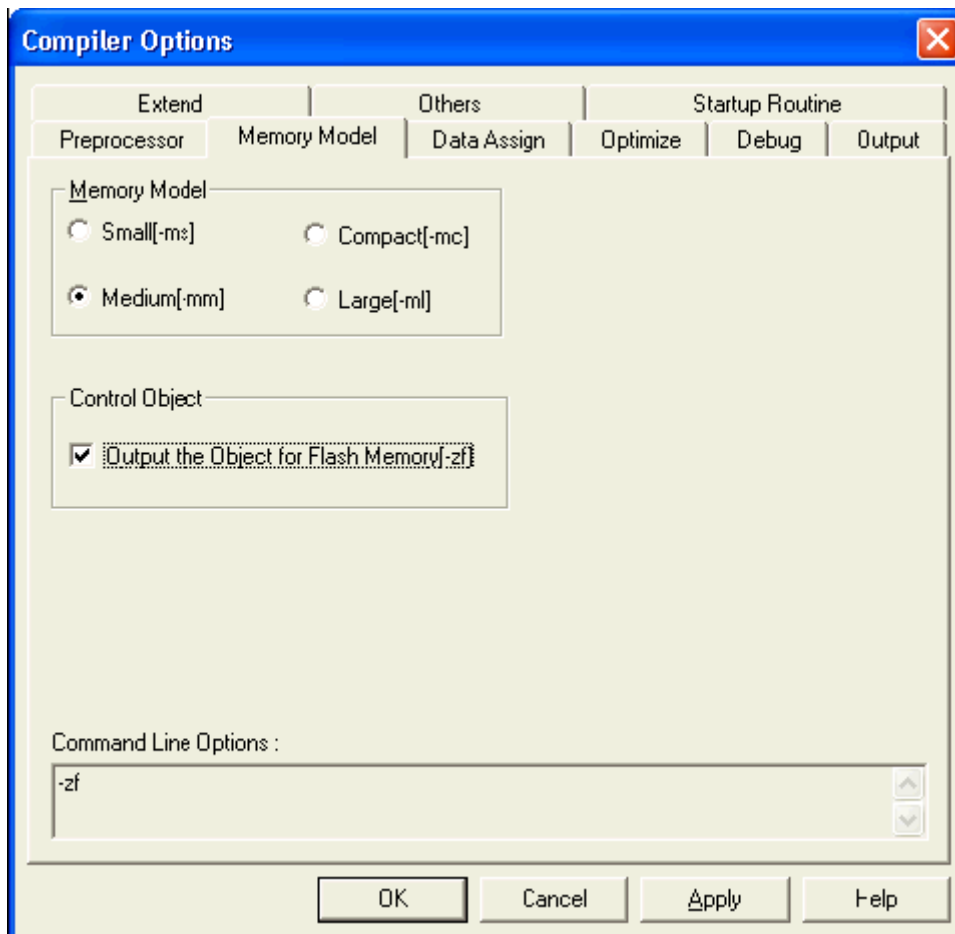 Compiler Options
Extend Others Startup Routine
Preprocessor Memory Model Data Assign Optimize Debug Output
Memory Model
Small[-ms] Compact[-mc]
Medium[-mm] Large[-ml]
Control Object
Output the Object for Flash Memory[-zf]
Command Line Options :
-zf
OK Cancel Apply Help